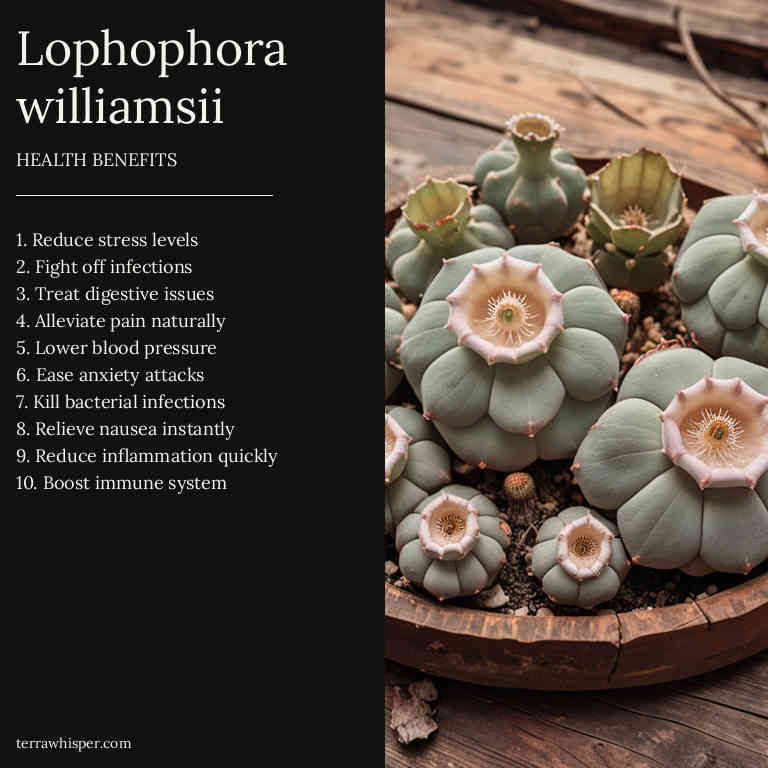 Lophophora
williamsii
HEALTH BENEFITS
1. Reduce stress levels
2. Fight off infections
3. Treat digestive issues
4. Alleviate pain naturally
5. Lower blood pressure
6. Ease anxiety attacks
7. Kill bacterial infections
8. Relieve nausea instantly
9. Reduce inflammation quickly
10. Boost immune system
terrawhisper.com